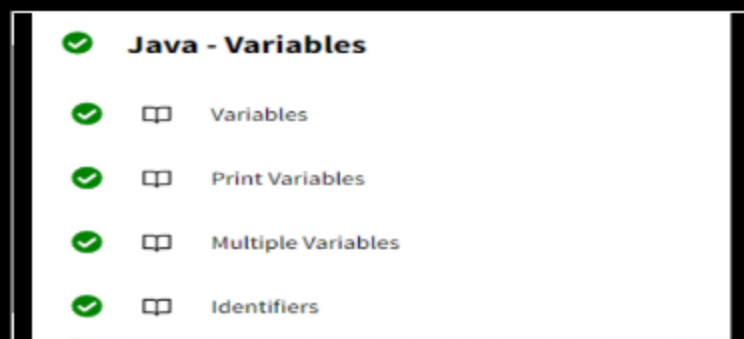 Java - Variables
Variables
Print Variables
Multiple Variables
Identifiers